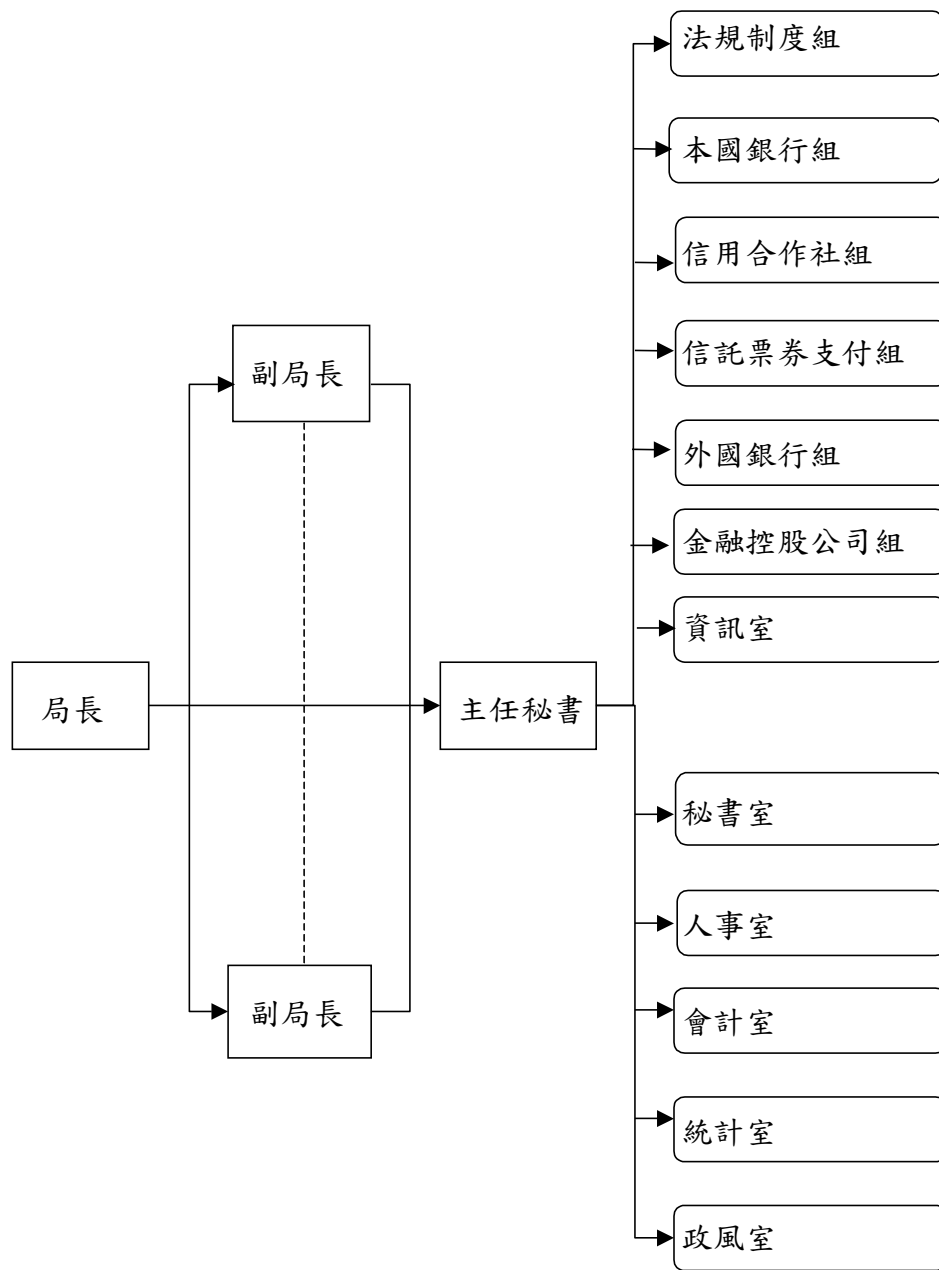 法規制度組
本國銀行組
信用合作社組
信託票券支付組
外國銀行組
金融控股公司組
資訊室
副局長
局長
主任秘書
秘書室
人事室
副局長
會計室
統計室
政風室